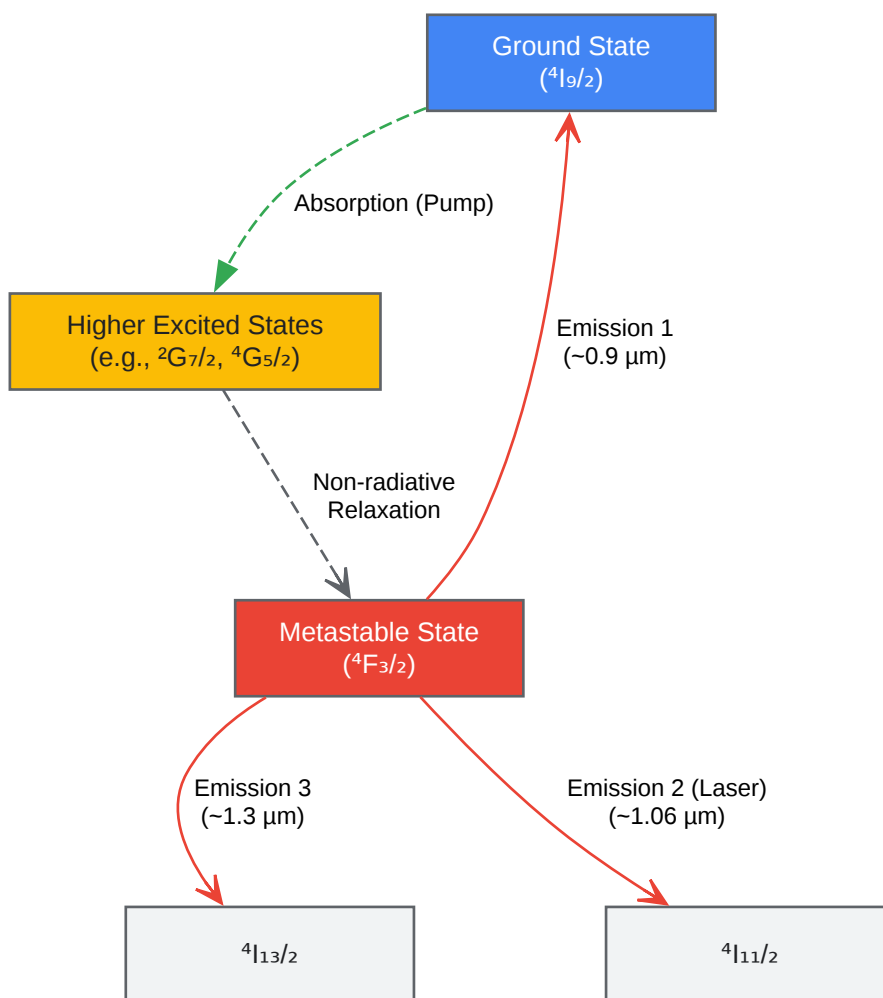 Ground State
(⁴I₉/₂)
Absorption (Pump)
Higher Excited States
(e.g., ²G₇/₂, ⁴G₅/₂)
Emission 1
(~0.9 µm)
Non-radiative
Relaxation
Metastable State
(⁴F₃/₂)
Emission 3
(~1.3 µm)
Emission 2 (Laser)
(~1.06 µm)
⁴I₁₃/₂
⁴I₁₁/₂